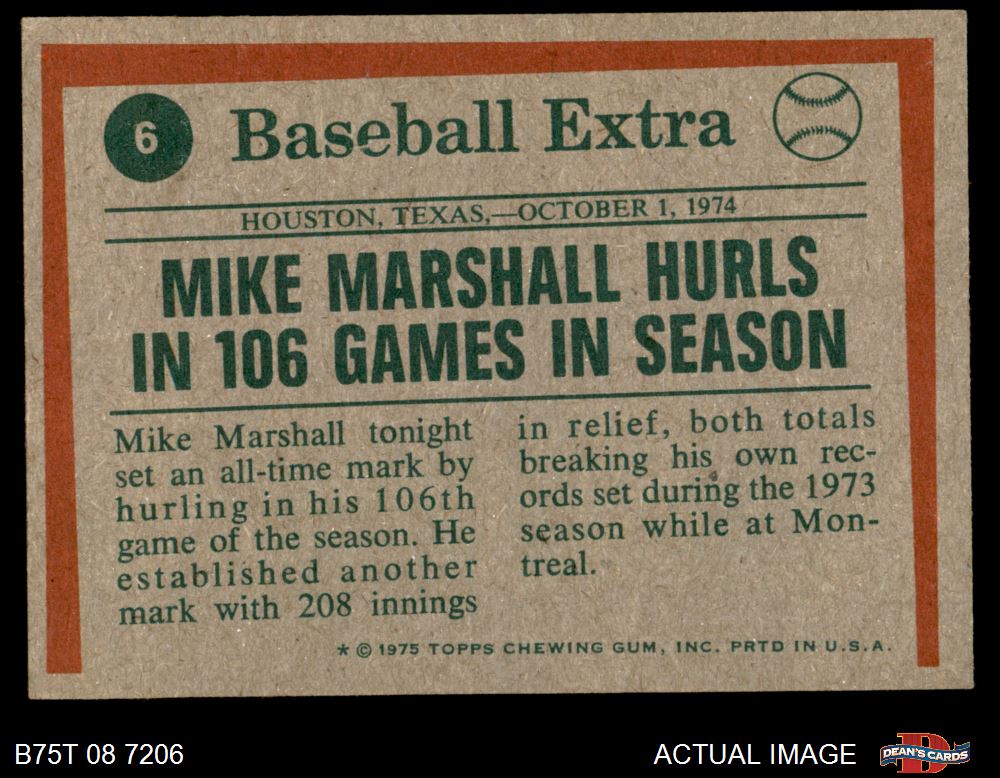 6
Baseball Extra
HOUSTON, TEXAS,—OCTOBER 1, 1974
MIKE MARSHALL HURLS
IN 106 GAMES IN SEASON
Mike Marshall tonight
set an all-time mark by
hurling in his 106th
game of the season. He
established another
mark with 208 innings
in relief, both totals
breaking his own rec-
ords set during the 1973
season while at Mon-
treal.
* © 1975 TOPPS CHEWING GUM, INC. PRTD IN U.S.A.
B75T 08 7206
ACTUAL IMAGE
D
DEAN'S CARDS